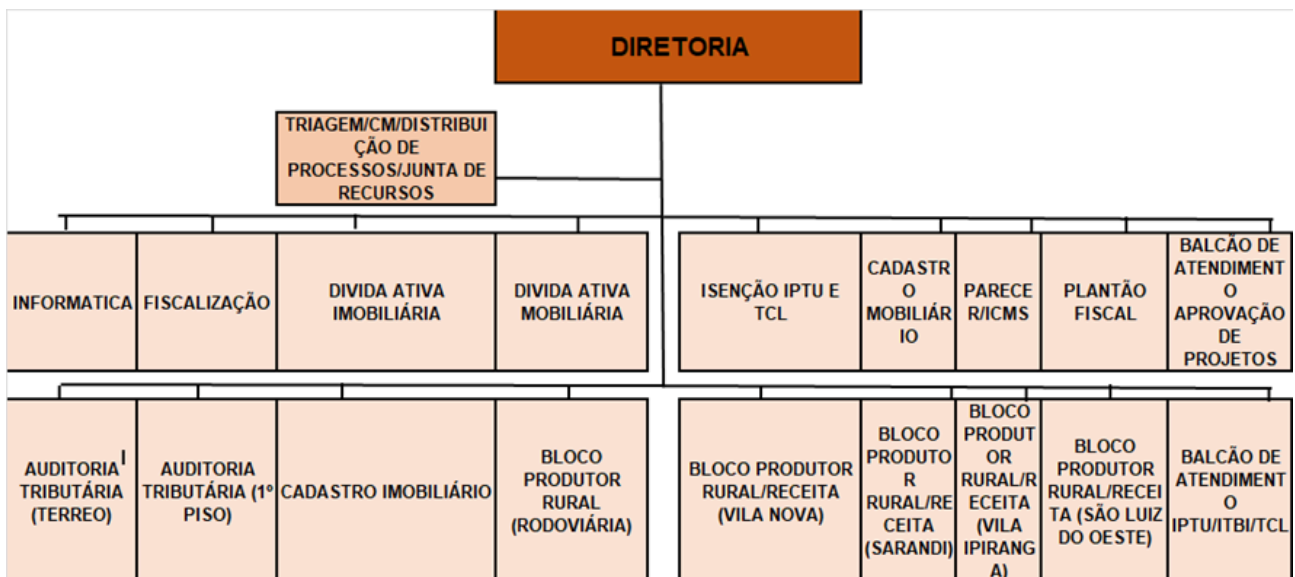 DIRETORIA
TRIAGEM/CM/DISTRIBUI
ÇÃO DE
PROCESSOS/JUNTA DE
RECURSOS
INFORMATICA
FISCALIZAÇÃO
DIVIDA ATIVA
IMOBILIÁRIA
DIVIDA ATIVA
MOBILIÁRIA
ISENÇÃO IPTU E
TCL
CADASTR
O
MOBILIÁR
IO
PARECE
R/ICMS
PLANTÃO
FISCAL
BALCÃO DE
ATENDIMENT
O
APROVAÇÃO
DE
PROJETOS
AUDITORIA
TRIBUTÁRIA
(TERREO)
AUDITORIA
TRIBUTÁRIA (1º
PISO)
CADASTRO IMOBILIÁRIO
BLOCO
PRODUTOR
RURAL
(RODOVIÁRIA)
BLOCO PRODUTOR
RURAL/RECEITA
(VILA NOVA)
BLOCO
PRODUTO
R
RURAL/RE
CEITA
(SARANDI)
BLOCO
PRODUT
OR
RURAL/R
ECEITA
(VILA
IPIRANG
A)
BLOCO
PRODUTOR
RURAL/RECEI
TA (SÃO LUIZ
DO OESTE)
BALCÃO DE
ATENDIMENT
O
IPTU/ITBI/TCL